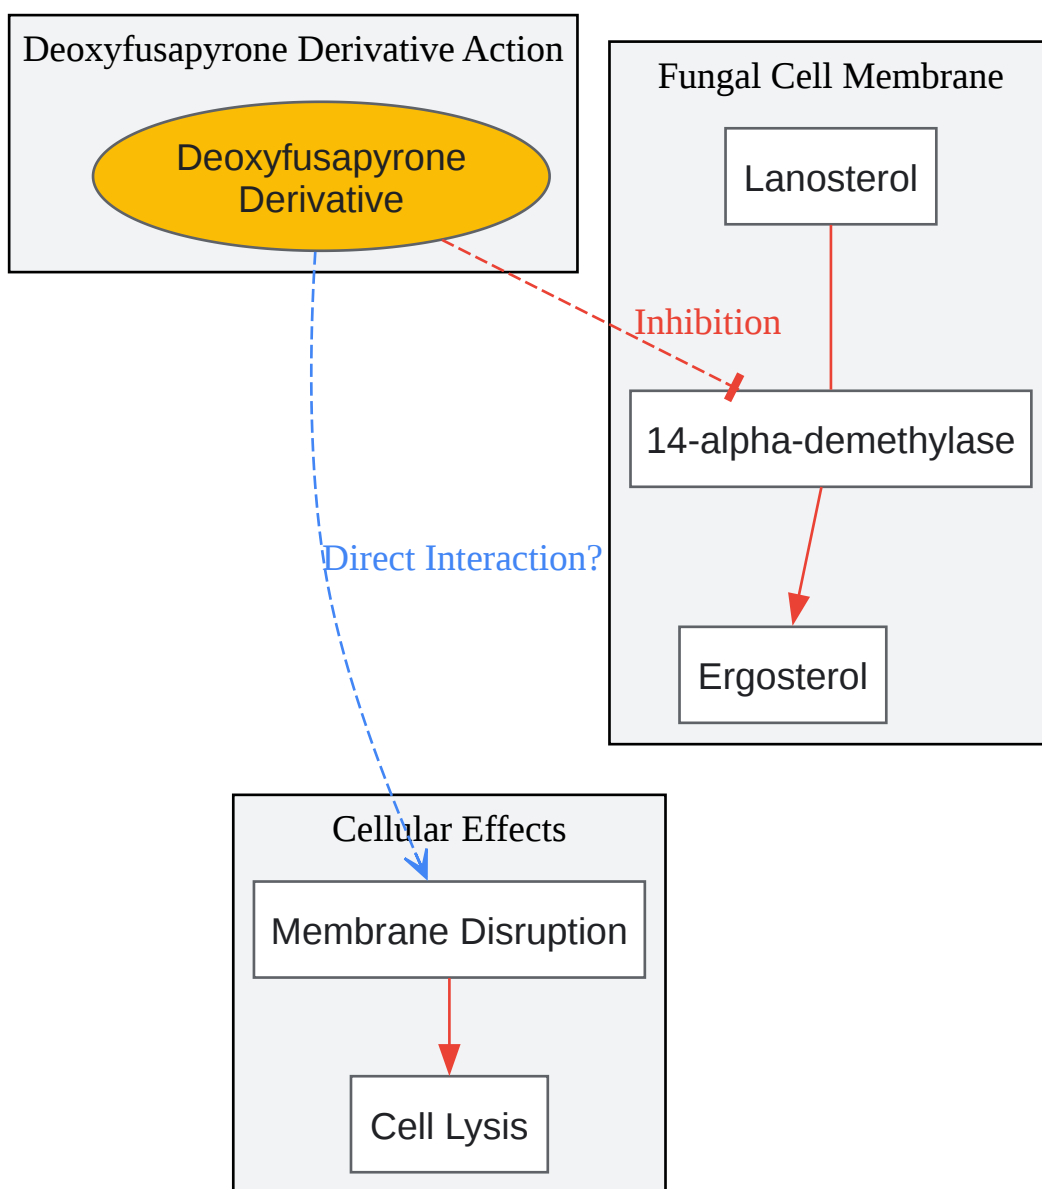 Deoxyfusapyrone Derivative Action
Deoxyfusapyrone
Derivative
Fungal Cell Membrane
Lanosterol
Inhibition
14-alpha-demethylase
Direct Interaction?
Ergosterol
Cellular Effects
Membrane Disruption
Cell Lysis